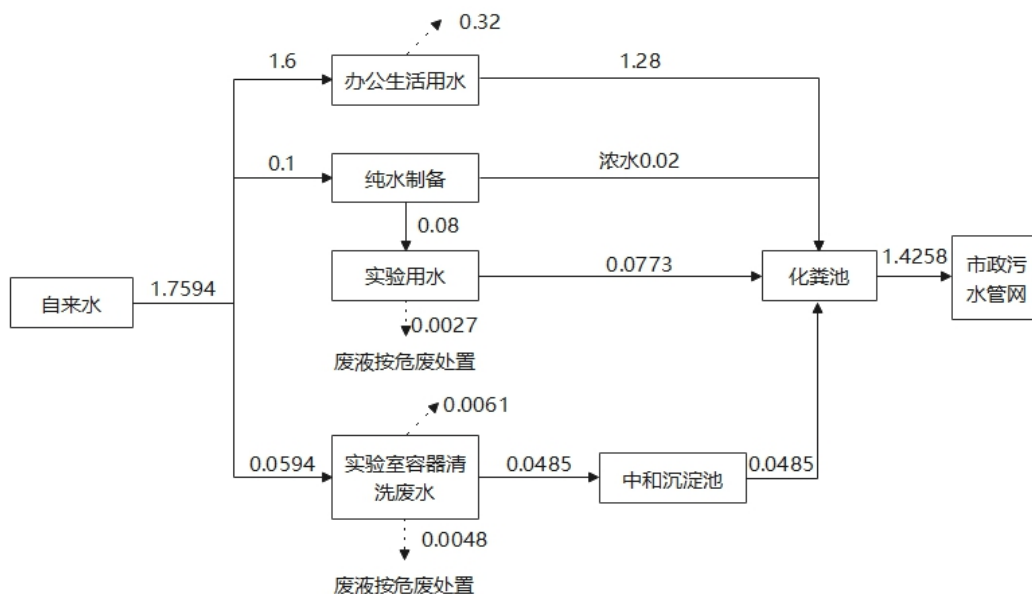 0.32
1.6
办公生活用水
1.28
0.1
纯水制备
浓水0.02
0.08
自来水
1.7594
实验用水
0.0773
化粪池
1.4258
市政污
水管网
0.0027
废液按危废处置
0.0061
0.0594
实验室容器清
洗废水
0.0485
中和沉淀池
0.0485
0.0048
废液按危废处置